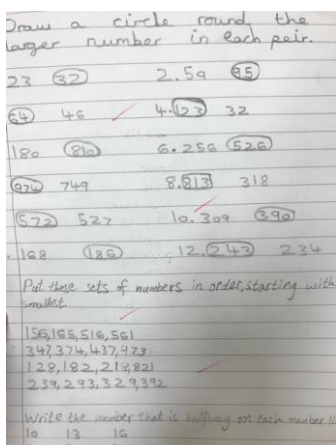 Draw a circle round the
larger number in each pair.
23 32 2. 59 95
64 46 4. 123 32
180 810 6. 256 526
974 749 8. 813 318
572 527 10. 309 390
168 186 12. 243 234
Put these sets of numbers in order, starting with
smallest.
156, 165, 516, 561
347, 374, 437, 473
128, 182, 218, 821
239, 293, 329, 392
Write the number that is halfway on each number
10 13 16